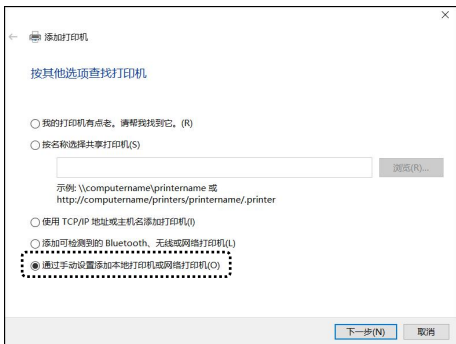 添加打印机
按其他选项查找打印机
我的打印机有点老。请帮我找到它。(R)
按名称选择共享打印机(S)
浏览(R)...
示例: \\computername\printername 或
http://computername/printers/printername/.printer
使用 TCP/IP 地址或主机名添加打印机(I)
添加可检测到的 Bluetooth、无线或网络打印机(L)
通过手动设置添加本地打印机或网络打印机(O)
下一步(N) 取消